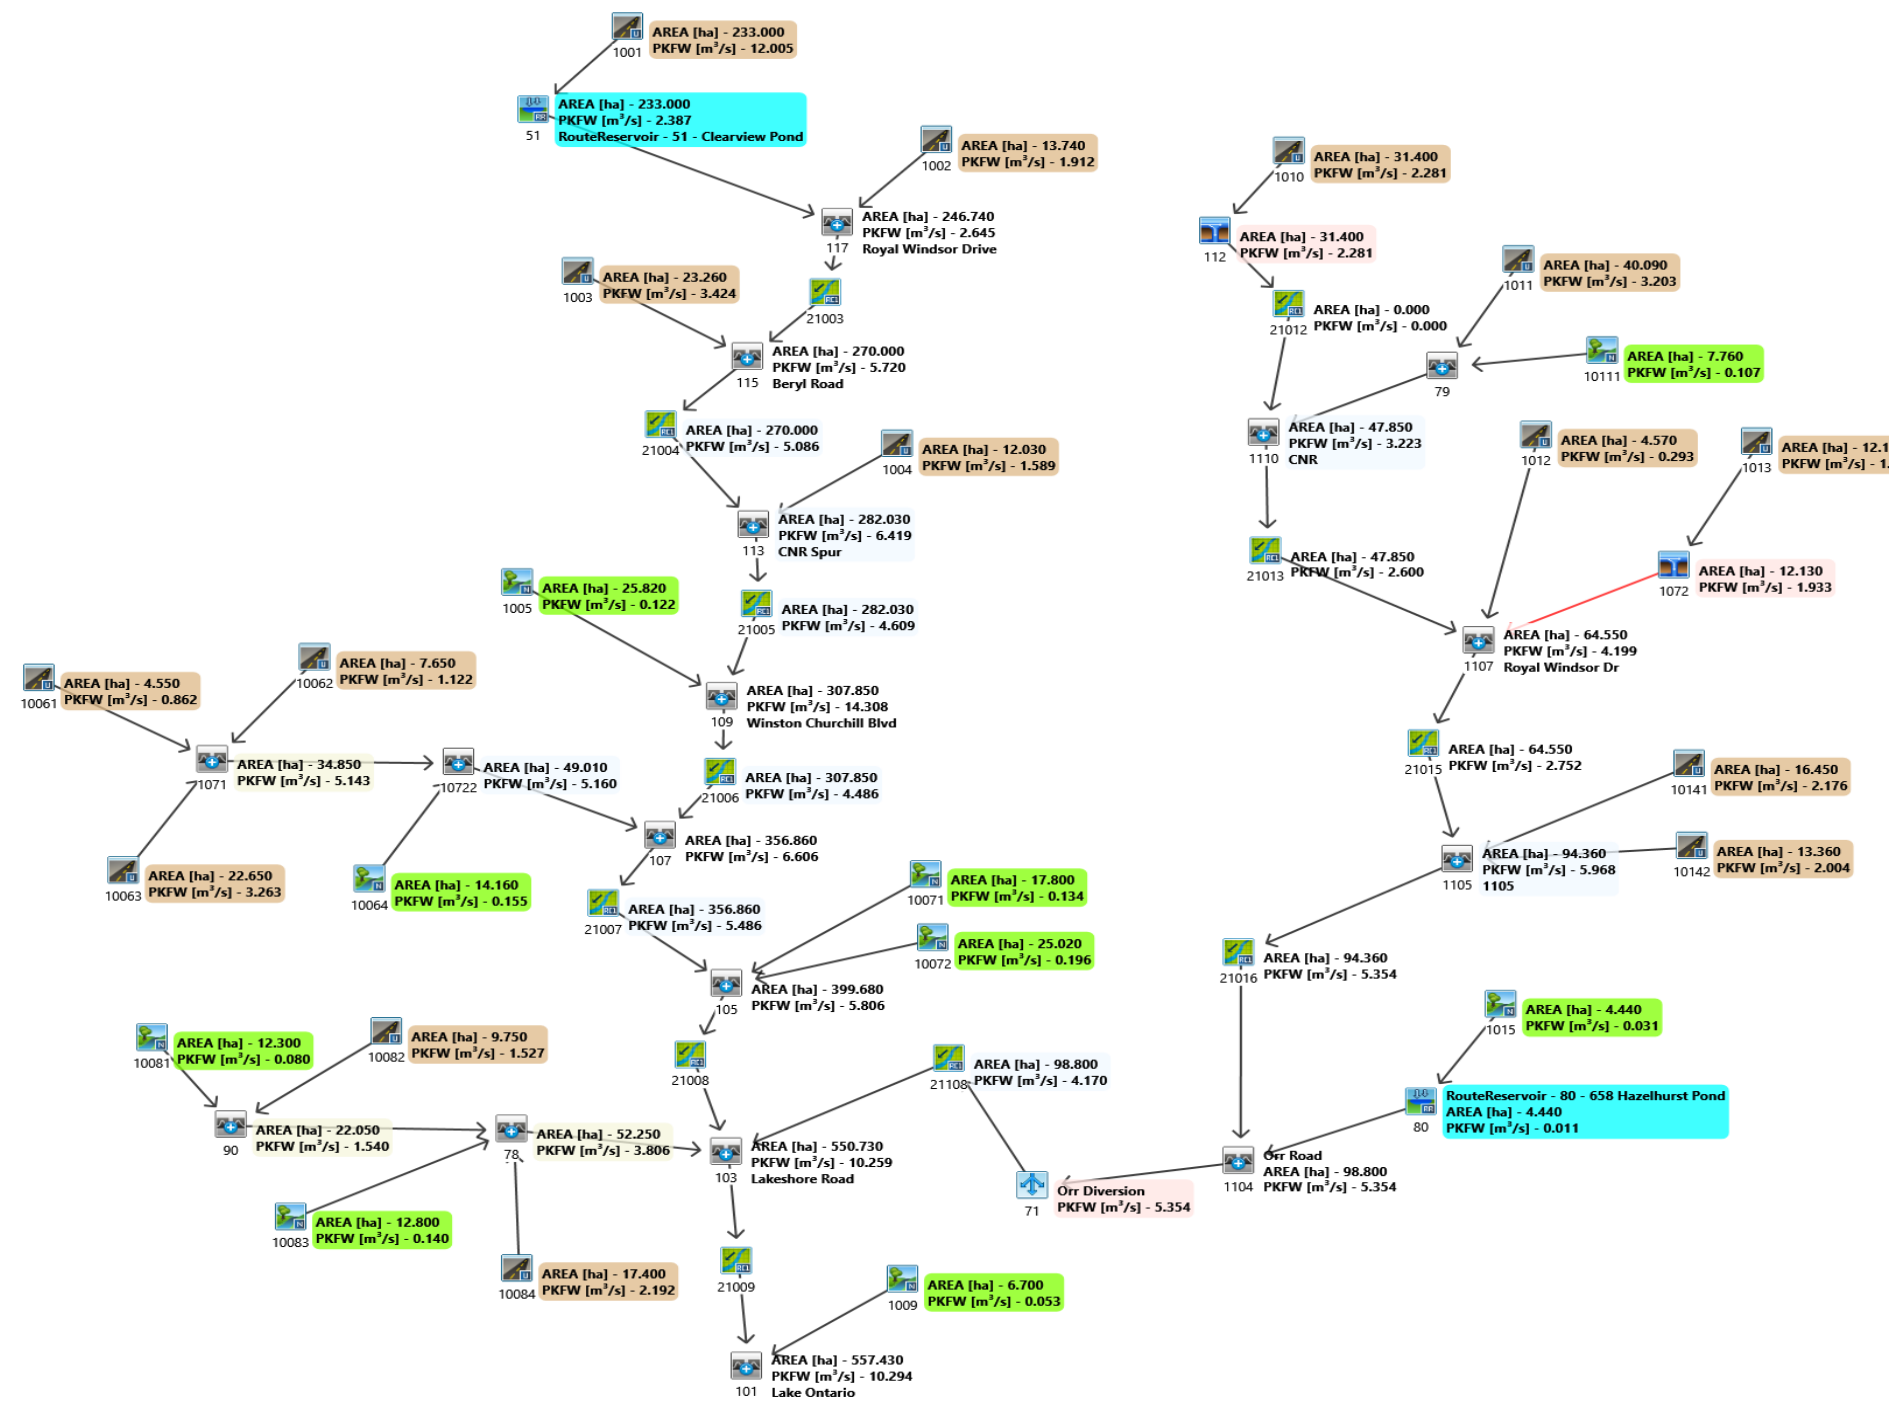 AREA [ha] - 233.000
PKFW [m³/s] - 12.005
1001
AREA [ha] - 233.000
PKFW [m³/s] - 2.387
RouteReservoir - 51 - Clearview Pond
RR
51
AREA [ha] - 13.740
PKFW [m³/s] - 1.912
1002
AREA [ha] - 31.400
PKFW [m³/s] - 2.281
1010
AREA [ha] - 246.740
PKFW [m³/s] - 2.645
Royal Windsor Drive
117
AREA [ha] - 31.400
PKFW [m³/s] - 2.281
112
AREA [ha] - 23.260
PKFW [m³/s] - 3.424
1003
21003
AREA [ha] - 40.090
PKFW [m³/s] - 3.203
1011
AREA [ha] - 0.000
PKFW [m³/s] - 0.000
21012
AREA [ha] - 270.000
PKFW [m³/s] - 5.720
Beryl Road
115
AREA [ha] - 7.760
PKFW [m³/s] - 0.107
10111
79
AREA [ha] - 270.000
PKFW [m³/s] - 5.086
21004
AREA [ha] - 12.030
PKFW [m³/s] - 1.589
1004
AREA [ha] - 47.850
PKFW [m³/s] - 3.223
CNR
1110
AREA [ha] - 4.570
PKFW [m³/s] - 0.293
1012
AREA [ha] - 12.1
PKFW [m³/s] - 1.
1013
AREA [ha] - 282.030
PKFW [m³/s] - 6.419
CNR Spur
113
AREA [ha] - 47.850
PKFW [m³/s] - 2.600
21013
AREA [ha] - 12.130
PKFW [m³/s] - 1.933
1072
AREA [ha] - 25.820
PKFW [m³/s] - 0.122
1005
AREA [ha] - 282.030
PKFW [m³/s] - 4.609
21005
AREA [ha] - 64.550
PKFW [m³/s] - 4.199
Royal Windsor Dr
1107
AREA [ha] - 4.550
PKFW [m³/s] - 0.862
10061
AREA [ha] - 7.650
PKFW [m³/s] - 1.122
10062
AREA [ha] - 307.850
PKFW [m³/s] - 14.308
Winston Churchill Blvd
109
AREA [ha] - 34.850
PKFW [m³/s] - 5.143
1071
AREA [ha] - 49.010
PKFW [m³/s] - 5.160
10722
AREA [ha] - 307.850
PKFW [m³/s] - 4.486
21006
AREA [ha] - 64.550
PKFW [m³/s] - 2.752
21015
AREA [ha] - 16.450
PKFW [m³/s] - 2.176
10141
AREA [ha] - 356.860
PKFW [m³/s] - 6.606
107
AREA [ha] - 22.650
PKFW [m³/s] - 3.263
10063
AREA [ha] - 14.160
PKFW [m³/s] - 0.155
10064
AREA [ha] - 17.800
PKFW [m³/s] - 0.134
10071
AREA [ha] - 94.360
PKFW [m³/s] - 5.968
1105
1105
AREA [ha] - 13.360
PKFW [m³/s] - 2.004
10142
AREA [ha] - 356.860
PKFW [m³/s] - 5.486
21007
AREA [ha] - 25.020
PKFW [m³/s] - 0.196
10072
AREA [ha] - 94.360
PKFW [m³/s] - 5.354
21016
AREA [ha] - 399.680
PKFW [m³/s] - 5.806
105
AREA [ha] - 4.440
PKFW [m³/s] - 0.031
1015
AREA [ha] - 12.300
PKFW [m³/s] - 0.080
10081
AREA [ha] - 9.750
PKFW [m³/s] - 1.527
10082
21008
AREA [ha] - 98.800
PKFW [m³/s] - 4.170
21108
RouteReservoir - 80 - 658 Hazelhurst Pond
AREA [ha] - 4.440
PKFW [m³/s] - 0.011
RR
80
AREA [ha] - 22.050
PKFW [m³/s] - 1.540
90
AREA [ha] - 52.250
PKFW [m³/s] - 3.806
78
AREA [ha] - 550.730
PKFW [m³/s] - 10.259
Lakeshore Road
103
Orr Road
AREA [ha] - 98.800
PKFW [m³/s] - 5.354
1104
Orr Diversion
PKFW [m³/s] - 5.354
71
AREA [ha] - 12.800
PKFW [m³/s] - 0.140
10083
AREA [ha] - 17.400
PKFW [m³/s] - 2.192
10084
21009
AREA [ha] - 6.700
PKFW [m³/s] - 0.053
1009
AREA [ha] - 557.430
PKFW [m³/s] - 10.294
Lake Ontario
101